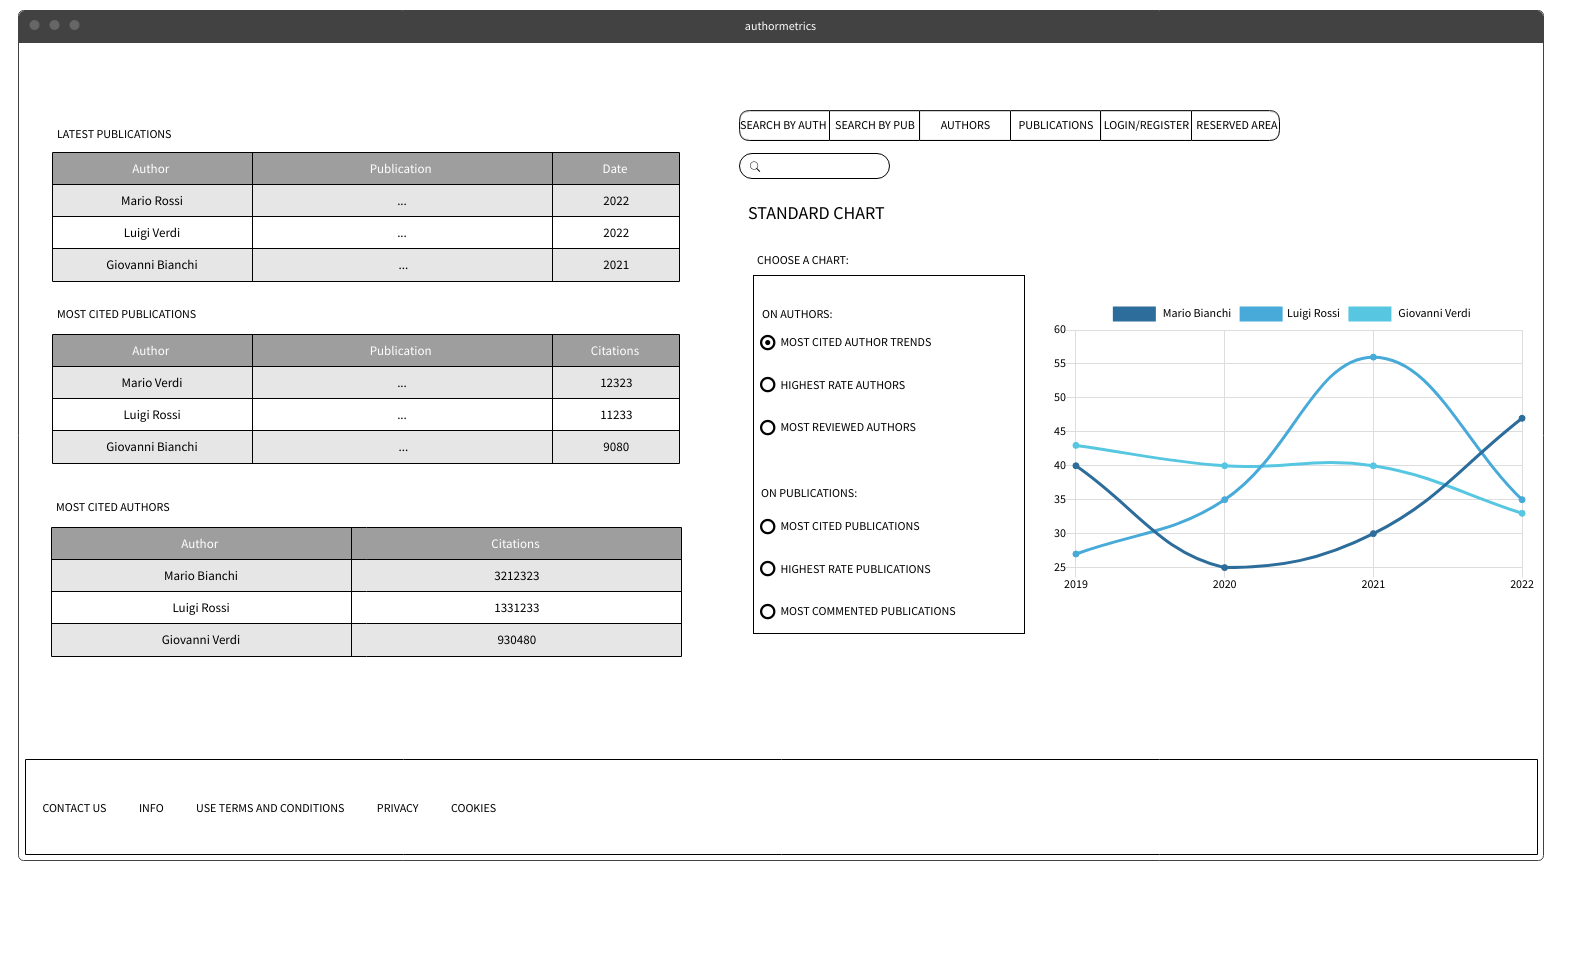 authormetrics
LATEST PUBLICATIONS
Author Publication Date
Mario Rossi ... 2022
Luigi Verdi ... 2022
Giovanni Bianchi ... 2021
MOST CITED PUBLICATIONS
Author Publication Citations
Mario Verdi ... 12323
Luigi Rossi ... 11233
Giovanni Bianchi ... 9080
MOST CITED AUTHORS
Author Citations
Mario Bianchi 3212323
Luigi Rossi 1331233
Giovanni Verdi 930480
SEARCH BY AUTH SEARCH BY PUB AUTHORS PUBLICATIONS LOGIN/REGISTER RESERVED AREA
STANDARD CHART
CHOOSE A CHART:
ON AUTHORS:
MOST CITED AUTHOR TRENDS
HIGHEST RATE AUTHORS
MOST REVIEWED AUTHORS
ON PUBLICATIONS:
MOST CITED PUBLICATIONS
HIGHEST RATE PUBLICATIONS
MOST COMMENTED PUBLICATIONS
Mario Bianchi Luigi Rossi Giovanni Verdi
60
55
50
45
40
35
30
25
2019 2020 2021 2022
CONTACT US INFO USE TERMS AND CONDITIONS PRIVACY COOKIES